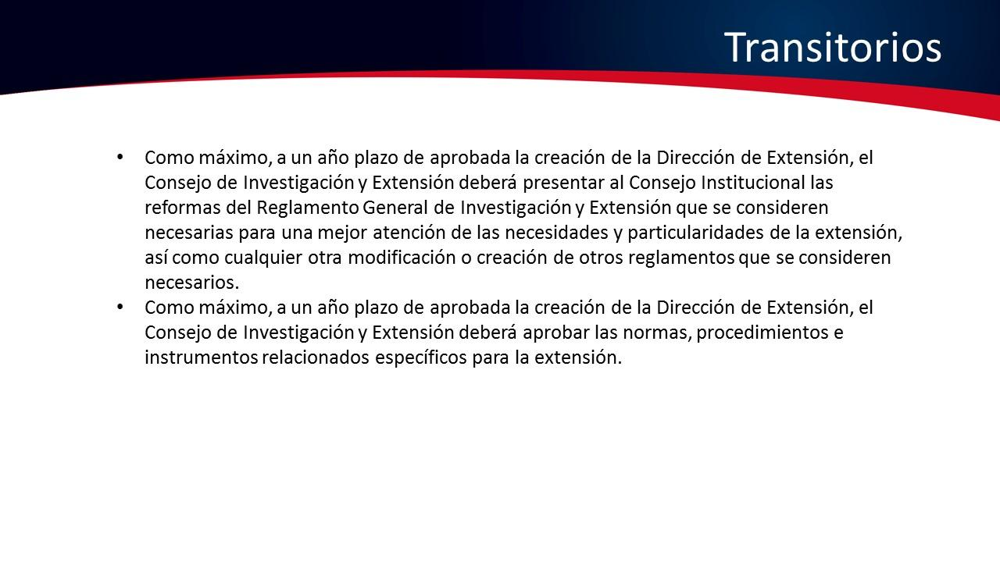 Transitorios
• Como máximo, a un año plazo de aprobada la creación de la Dirección de Extensión, el
Consejo de Investigación y Extensión deberá presentar al Consejo Institucional las
reformas del Reglamento General de Investigación y Extensión que se consideren
necesarias para una mejor atención de las necesidades y particularidades de la extensión,
así como cualquier otra modificación o creación de otros reglamentos que se consideren
necesarios.
• Como máximo, a un año plazo de aprobada la creación de la Dirección de Extensión, el
Consejo de Investigación y Extensión deberá aprobar las normas, procedimientos e
instrumentos relacionados específicos para la extensión.